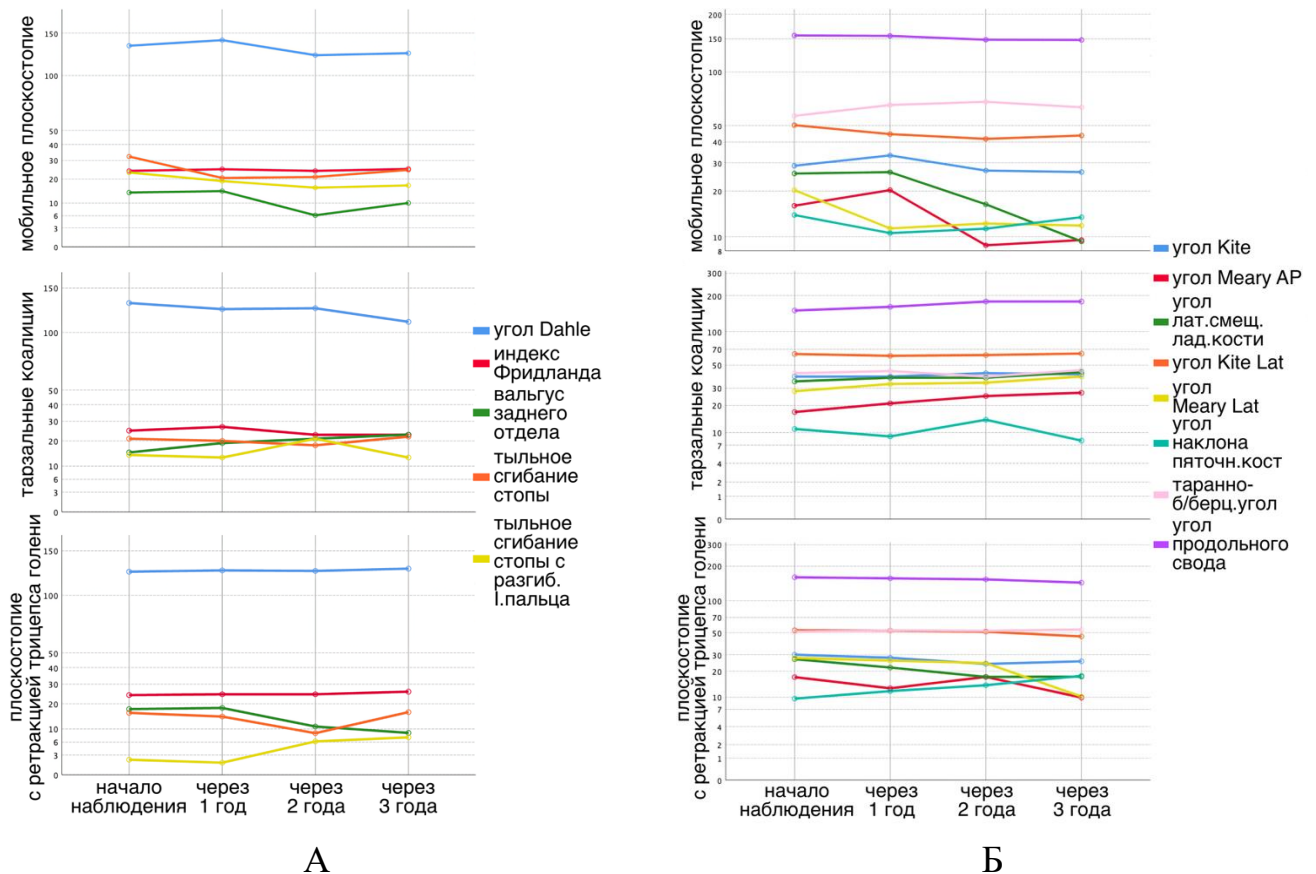 мобильное плоскостопие
150
100
50
40
30
20
10
6
3
0
тарзальные коалиции
150
100
50
40
30
20
10
6
3
0
плоскостопие
с ретракцией трицепса голени
150
100
50
40
30
20
10
6
3
0
начало
наблюдения
через
1 год
через
2 года
через
3 года
угол Dahle
индекс
Фридланда
вальгус
заднего
отдела
тыльное
сгибание
стопы
тыльное
сгибание
стопы с
разгиб.
I.пальца
А
мобильное плоскостопие
200
150
100
50
40
30
20
10
8
тарзальные коалиции
300
200
100
70
50
30
20
10
7
4
2
1
0
плоскостопие
с ретракцией трицепса голени
300
200
100
70
50
30
20
10
7
4
2
1
0
начало
наблюдения
через
1 год
через
2 года
через
3 года
угол Kite
угол Meary AP
угол
лат.смещ.
лад.кости
угол Kite Lat
угол
Meary Lat
угол
наклона
пяточн.кост
таранно-
б/берц.угол
угол
продольного
свода
Б